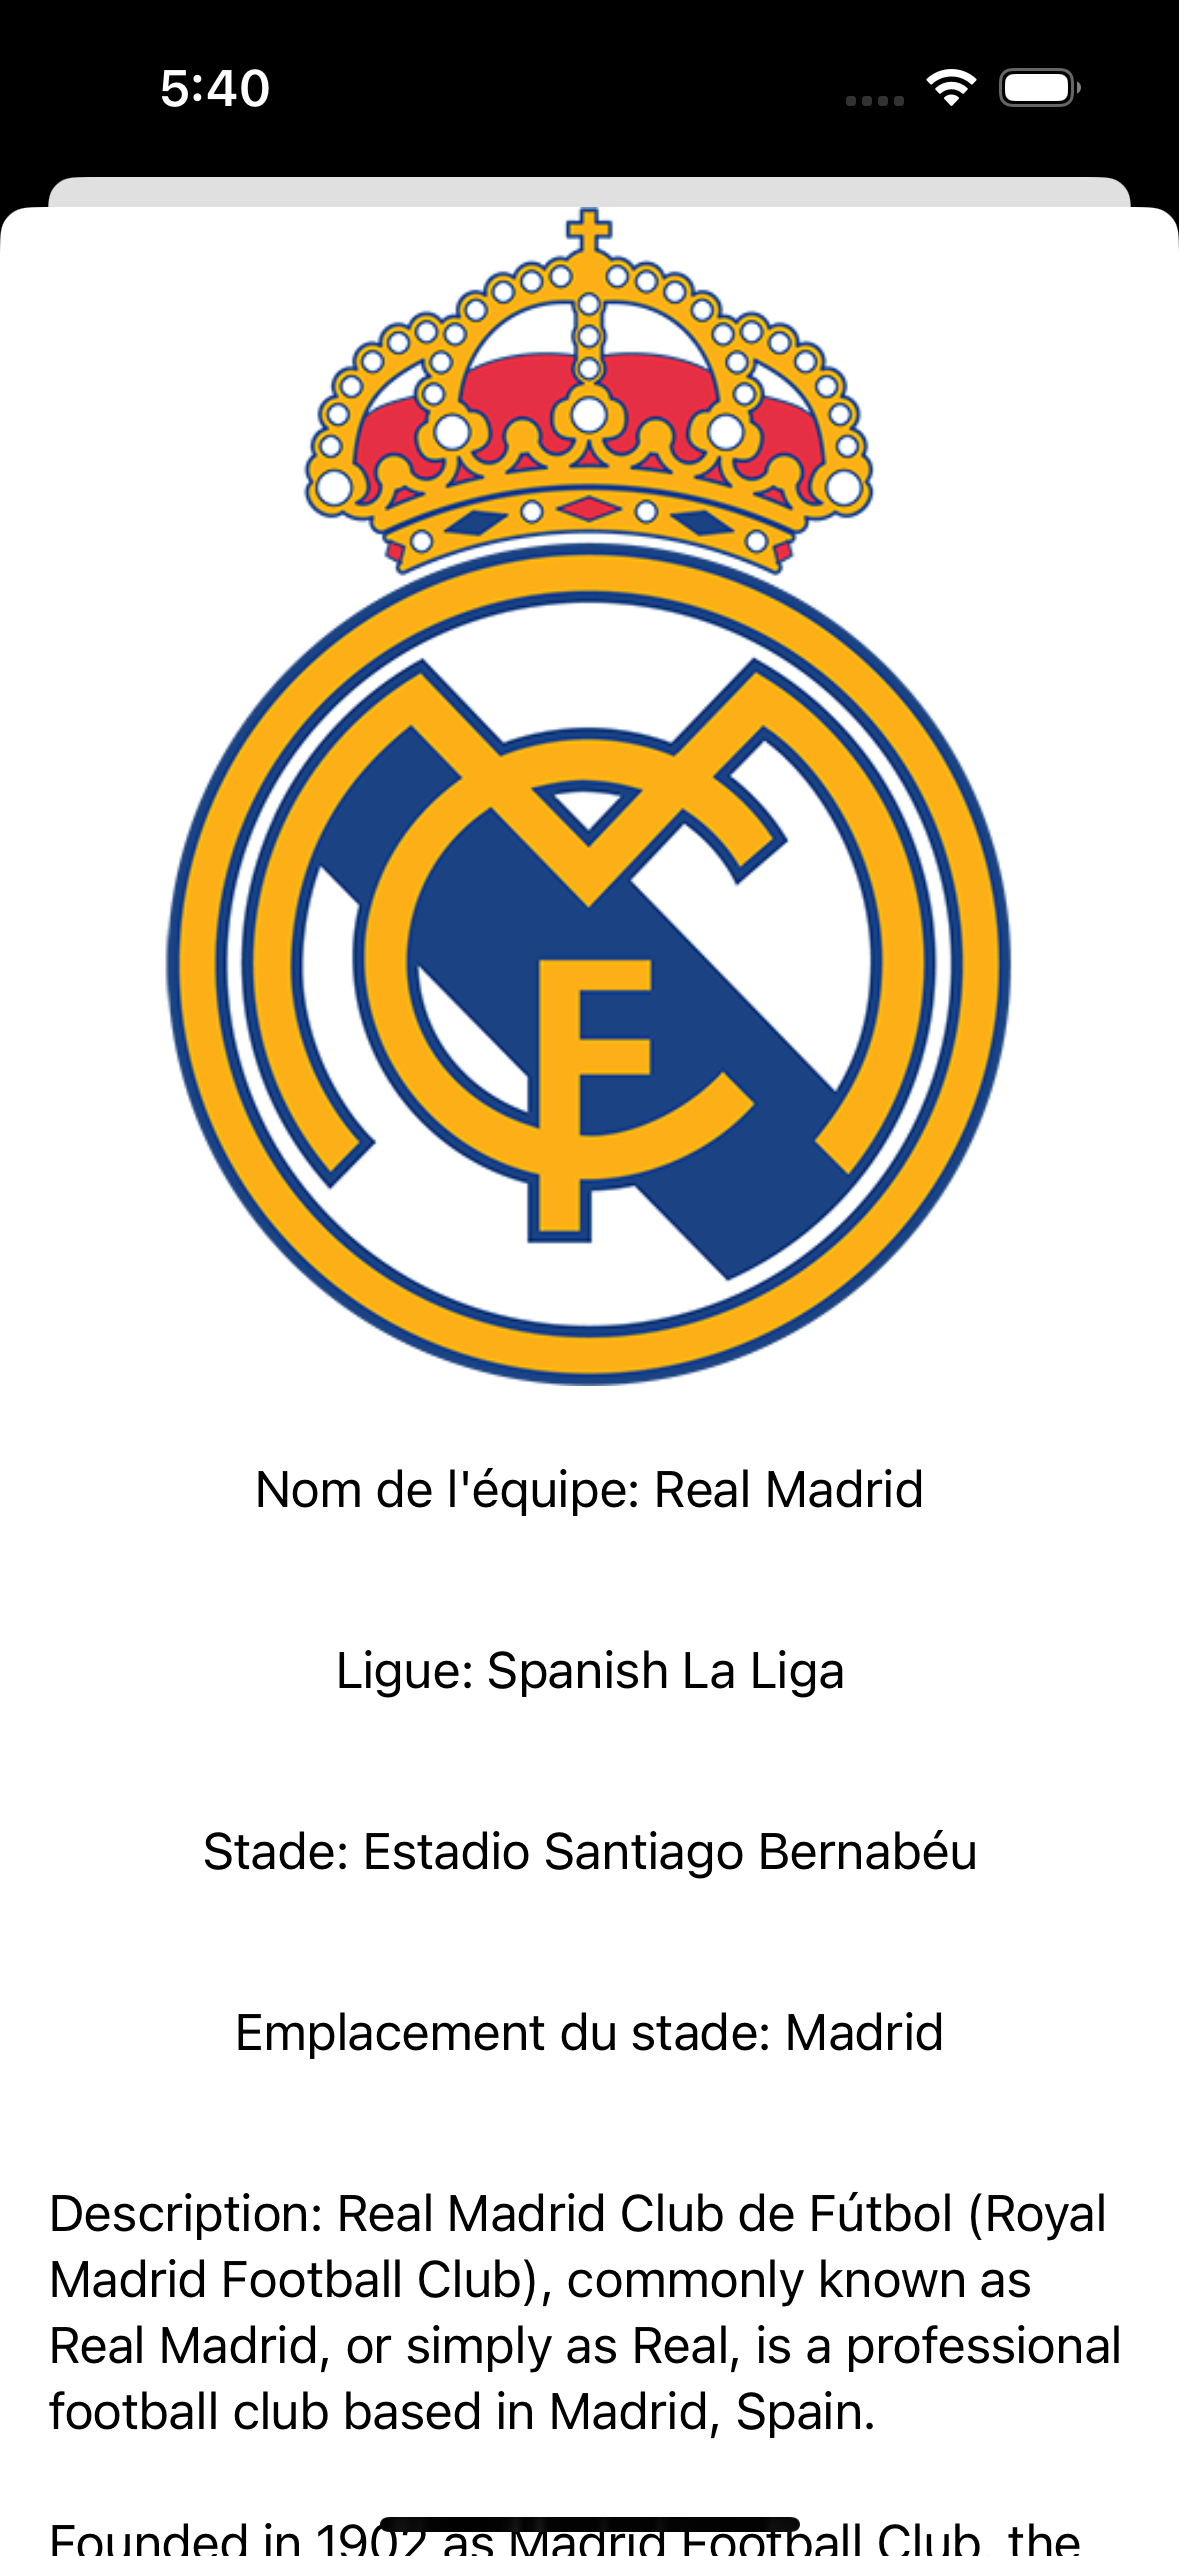 5:40
Nom de l'équipe: Real Madrid
Ligue: Spanish La Liga
Stade: Estadio Santiago Bernabéu
Emplacement du stade: Madrid
Description: Real Madrid Club de Fútbol (Royal
Madrid Football Club), commonly known as
Real Madrid, or simply as Real, is a professional
football club based in Madrid, Spain.
Founded in 1902 as Madrid Football Club, the